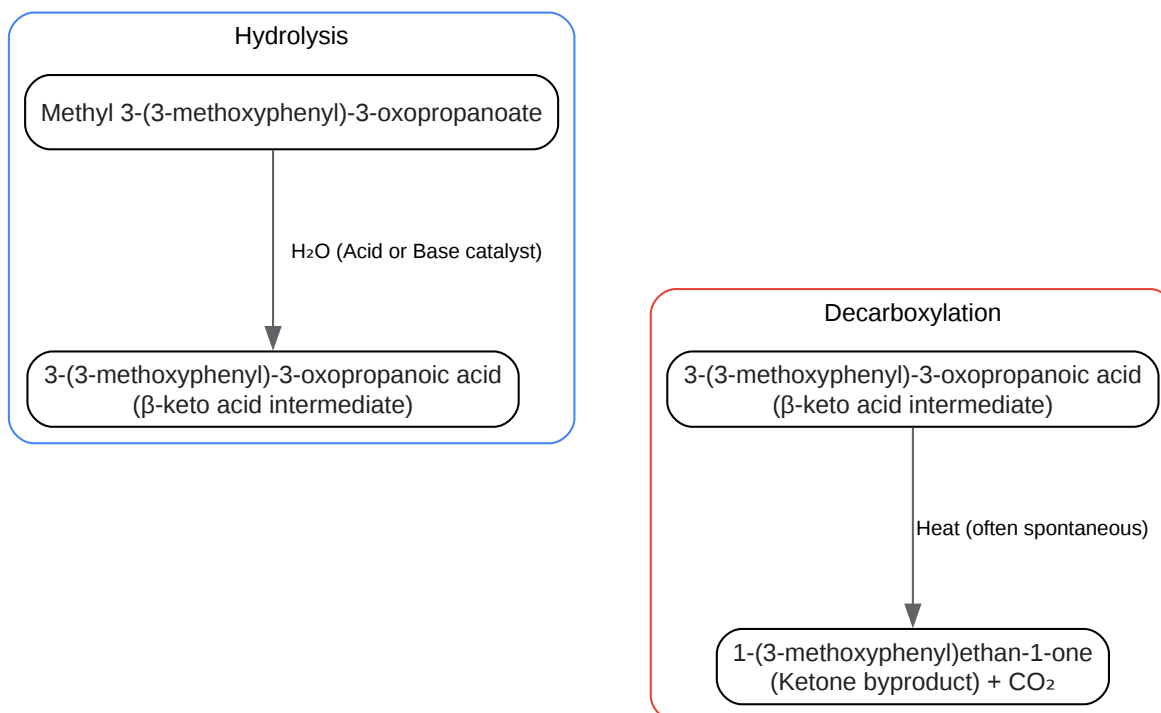 Hydrolysis
Methyl 3-(3-methoxyphenyl)-3-oxopropanoate
H₂O (Acid or Base catalyst)
3-(3-methoxyphenyl)-3-oxopropanoic acid
(β-keto acid intermediate)
Decarboxylation
3-(3-methoxyphenyl)-3-oxopropanoic acid
(β-keto acid intermediate)
Heat (often spontaneous)
1-(3-methoxyphenyl)ethan-1-one
(Ketone byproduct) + CO₂